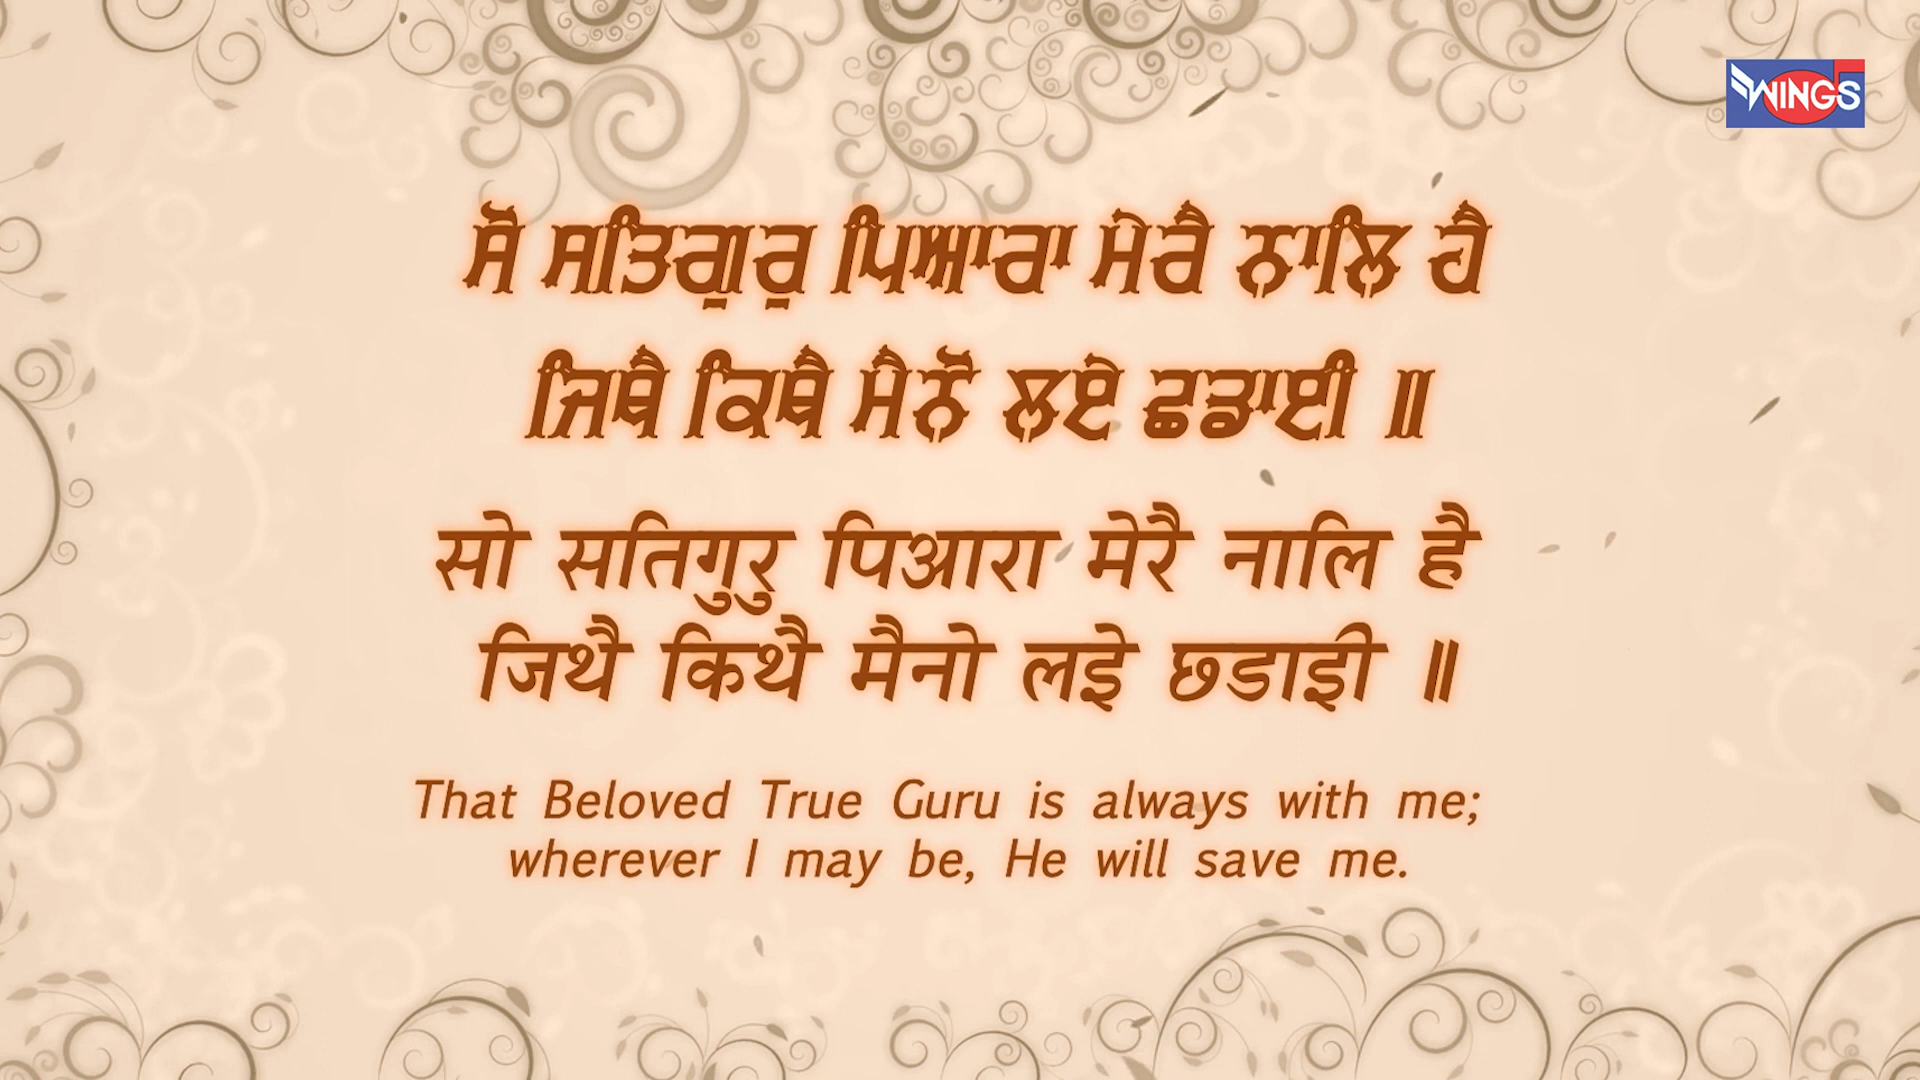 WINGS
ਸੋ ਸਤਿਗੁਰੁ ਪਿਆਰਾ ਮੇਰੈ ਨਾਲਿ ਹੈ
ਜਿਥੈ ਕਿਥੈ ਮੈਨੋ ਲਏ ਛਡਾਈ ॥
सो सतिगुरु पिआरा मेरै नालि है
जिथै किथै मैनो लइे छडाइी ॥
That Beloved True Guru is always with me;
wherever I may be, He will save me.